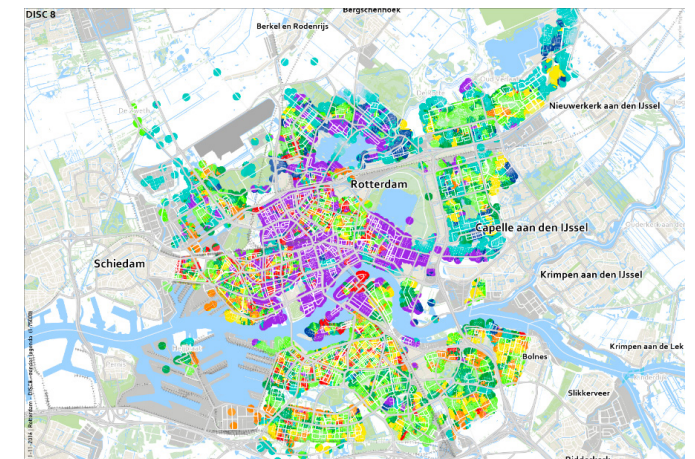 DISC 8
Bergschenhoek
Berkel en Rodenrijs
Nieuwerkerk aan den IJssel
Rotterdam
Capelle aan den IJssel
Schiedam
Krimpen aan den IJssel
Krimpen aan de Lek
Bolnes
Slikkerveer
Ridderkerk